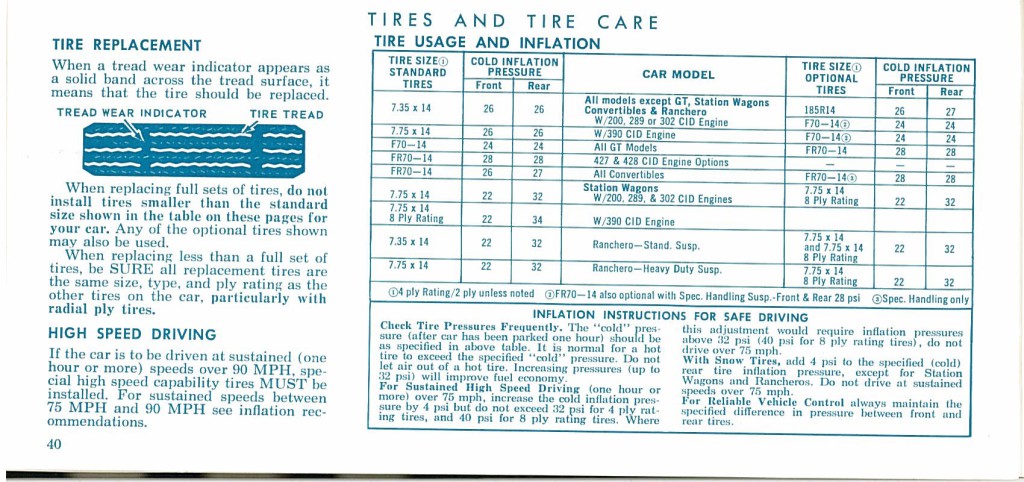 TIRES AND TIRE CARE
TIRE REPLACEMENT
When a tread wear indicator appears as
a solid band across the tread surface, it
means that the tire should be replaced.
TREAD WEAR INDICATOR TIRE TREAD
When replacing full sets of tires, do not
install tires smaller than the standard
size shown in the table on these pages for
your car. Any of the optional tires shown
may also be used.
When replacing less than a full set of
tires, be SURE all replacement tires are
the same size, type, and ply rating as the
other tires on the car, particularly with
radial ply tires.
HIGH SPEED DRIVING
If the car is to be driven at sustained (one
hour or more) speeds over 90 MPH, spe-
cial high speed capability tires MUST be
installed. For sustained speeds between
75 MPH and 90 MPH see inflation rec-
ommendations.
40
TIRE USAGE AND INFLATION
TIRE SIZE① COLD INFLATION TIRE SIZE① COLD INFLATION
STANDARD PRESSURE CAR MODEL OPTIONAL PRESSURE
TIRES Front Rear TIRES Front Rear
All models except GT, Station Wagons
7.35 x 14 26 26 Convertibles & Ranchero 185R14 26 27
W/200, 289 or 302 CID Engine F70-14② 24 24
7.75 x 14 26 26 W/390 CID Engine F70-14② 24 24
F70-14 24 24 All GT Models FR70-14 28 28
FR70-14 28 28 427 & 428 CID Engine Options — — —
FR70-14 26 27 All Convertibles FR70-14③ 28 28
Station Wagons 7.75 x 14
7.75 x 14 22 32 W/200, 289, & 302 CID Engines 8 Ply Rating 22 32
7.75 x 14
8 Ply Rating 22 34 W/390 CID Engine
7.75 x 14
7.35 x 14 22 32 Ranchero—Stand. Susp. and 7.75 x 14 22 32
8 Ply Rating
7.75 x 14 22 32 Ranchero—Heavy Duty Susp. 7.75 x 14
8 Ply Rating 22 32
①4 ply Rating/2 ply unless noted ②FR70-14 also optional with Spec. Handling Susp.-Front & Rear 28 psi ③Spec. Handling only
INFLATION INSTRUCTIONS FOR SAFE DRIVING
Check Tire Pressures Frequently. The "cold" pres-
sure (after car has been parked one hour) should be
as specified in above table. It is normal for a hot
tire to exceed the specified "cold" pressure. Do not
let air out of a hot tire. Increasing pressures (up to
32 psi) will improve fuel economy.
For Sustained High Speed Driving (one hour or
more) over 75 mph, increase the cold inflation pres-
sure by 4 psi but do not exceed 32 psi for 4 ply rat-
ing tires, and 40 psi for 8 ply rating tires. Where
this adjustment would require inflation pressures
above 32 psi (40 psi for 8 ply rating tires), do not
drive over 75 mph.
With Snow Tires, add 4 psi to the specified (cold)
rear tire inflation pressure, except for Station
Wagons and Rancheros. Do not drive at sustained
speeds over 75 mph.
For Reliable Vehicle Control always maintain the
specified difference in pressure between front and
rear tires.